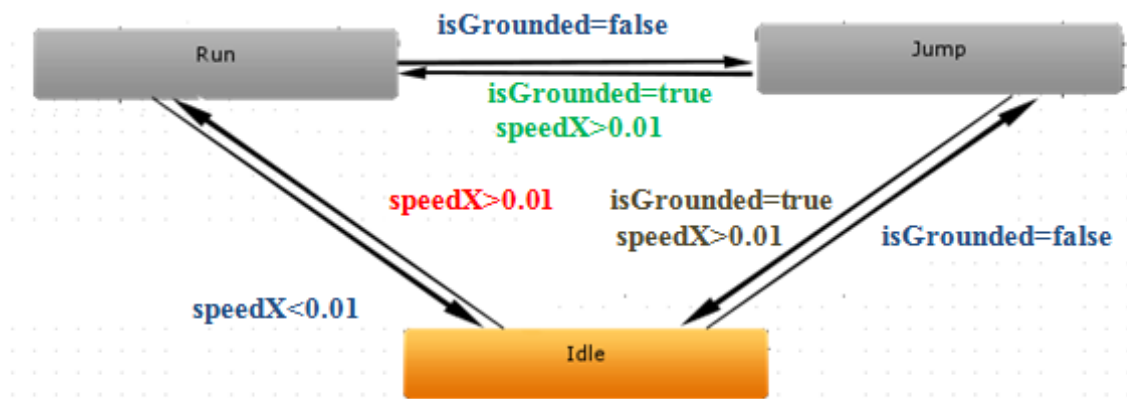 isGrounded=false
Run
Jump
isGrounded=true
speedX>0.01
speedX>0.01
isGrounded=true
speedX>0.01
isGrounded=false
speedX<0.01
Idle